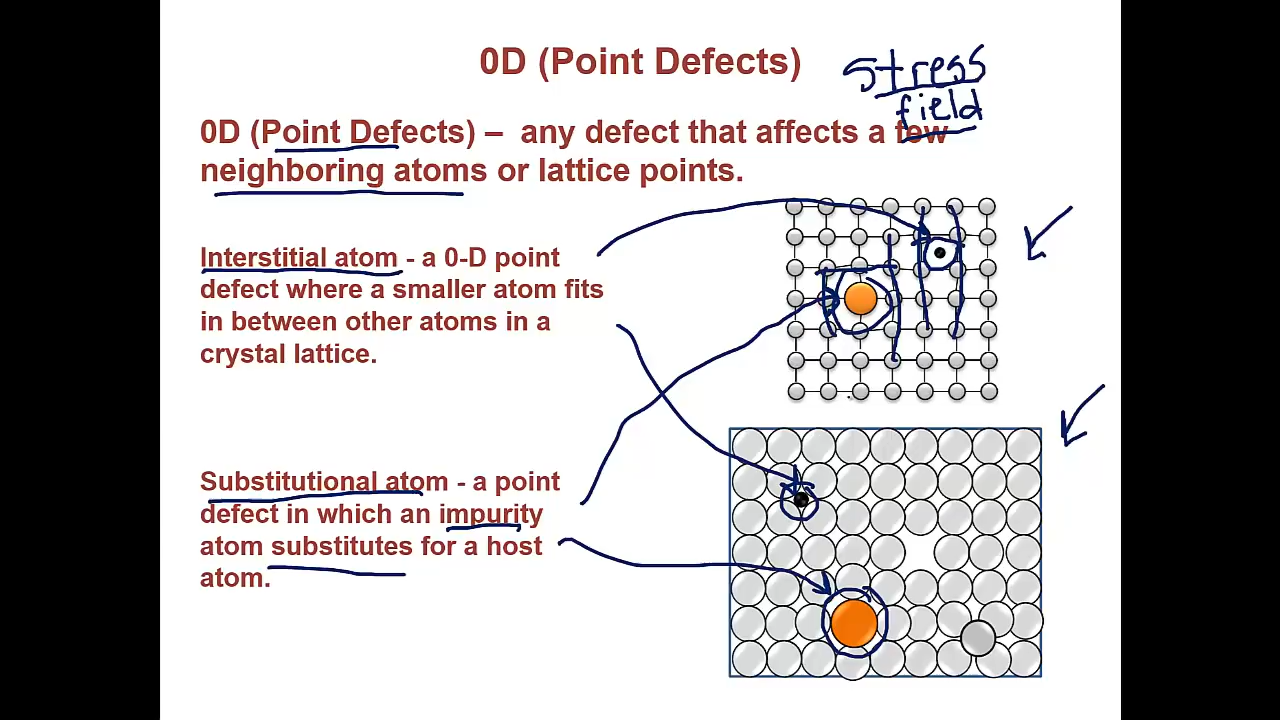 0D (Point Defects)
stress
field
0D (Point Defects) – any defect that affects a few
neighboring atoms or lattice points.
Interstitial atom - a 0-D point
defect where a smaller atom fits
in between other atoms in a
crystal lattice.
Substitutional atom - a point
defect in which an impurity
atom substitutes for a host
atom.